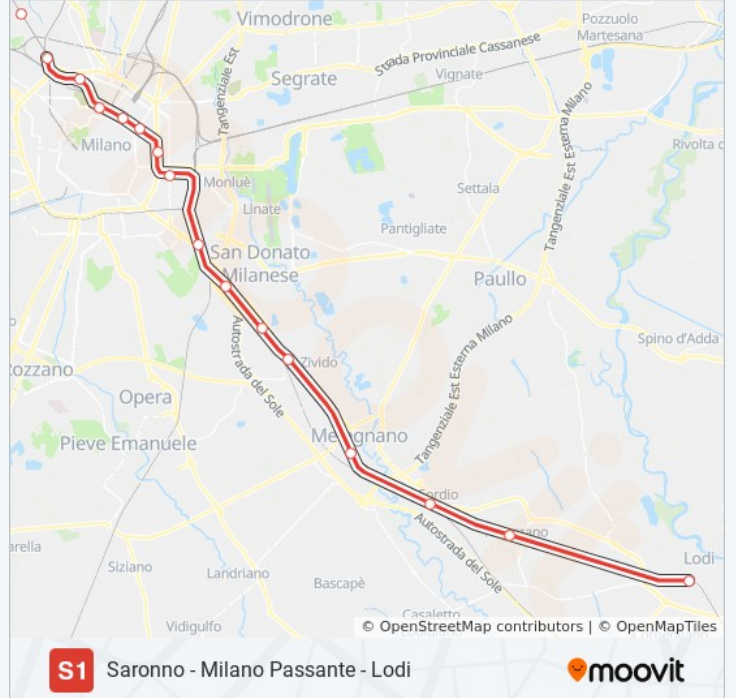 Vimodrone
Pozzuolo
Martesana
Strada Provinciale Cassanese
Tangenziale Est
Segrate
Vignate
Tangenziale Est Esterna Milano
Milano
Rivolta d
Monluè
Settala
Linate
Pantigliate
San Donato
Milanese
Paullo
Autostrada del Sole
Tangenziale Est Esterna Milano
Spino d'Adda
Zivido
Rozzano
Opera
Pieve Emanuele
Autostrada del Sole
Lodi
Siziano
Landriano
Bascapè
Casaletto
Vidigulfo
© OpenStreetMap contributors | © OpenMapTiles
S1 Saronno - Milano Passante - Lodi
moovit